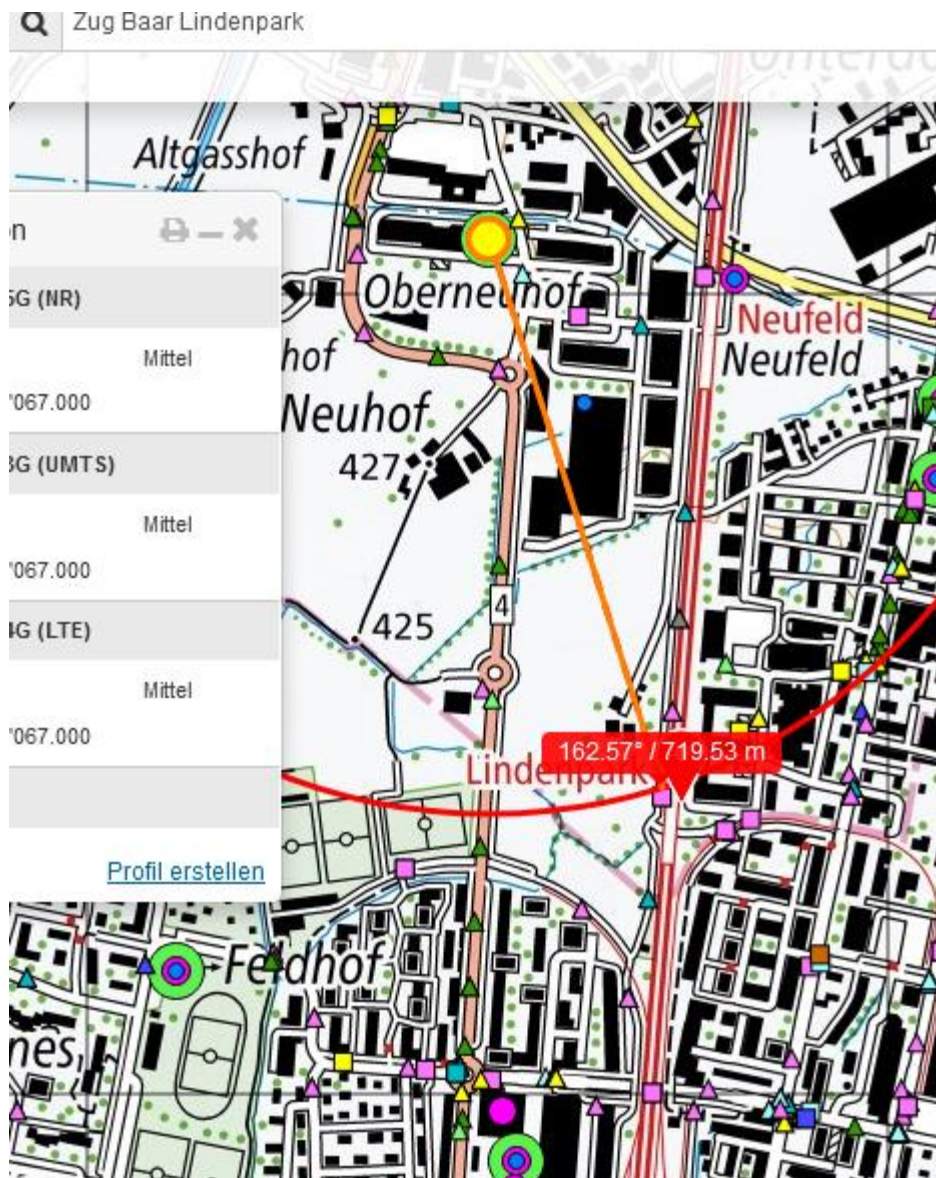 Zug Baar Lindenpark
Altgasshof
n
5G (NR)
Mittel
'067.000
3G (UMTS)
Mittel
'067.000
4G (LTE)
Mittel
'067.000
Profil erstellen
Oberneuhof
hof
Neuhof
427
Neufeld
Neufeld
4
425
162.57° / 719.53 m
Lindenpark
Feldhof
nes